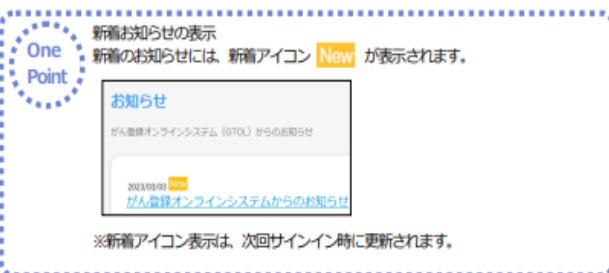 One
Point
新着お知らせの表示
新着のお知らせには、新着アイコン New が表示されます。
お知らせ
がん登録オンラインシステム（GTOL）からのお知らせ
2023/03/03 New
がん登録オンラインシステムからのお知らせ
※新着アイコン表示は、次回サインイン時に更新されます。